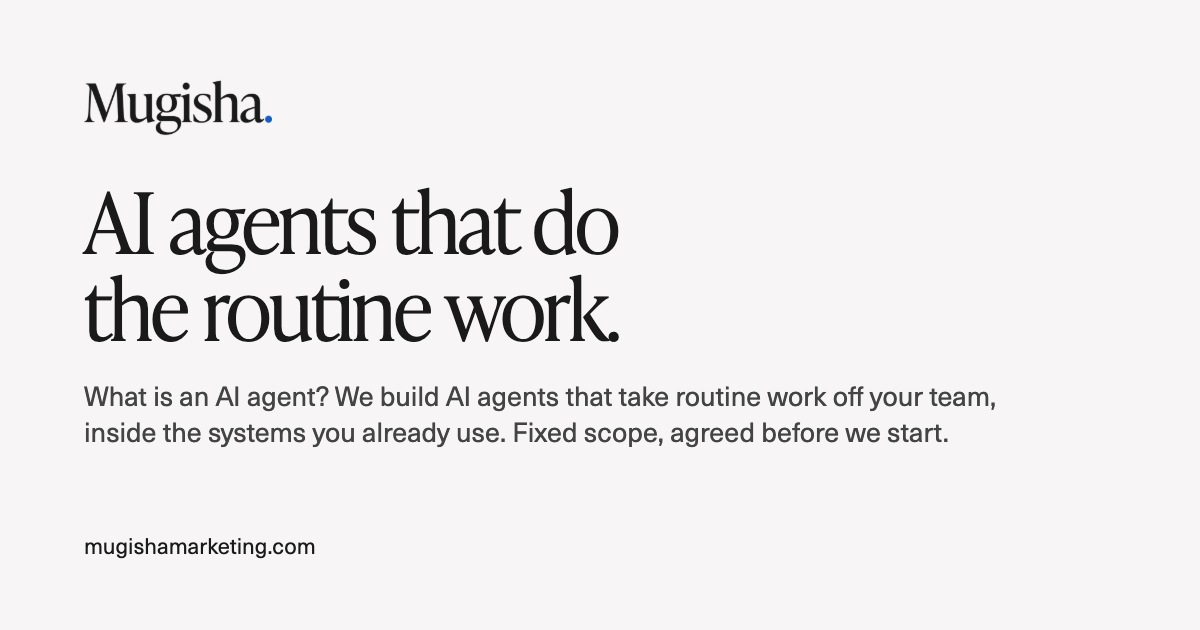 Mugisha.
AI agents that do
the routine work.
What is an AI agent? We build AI agents that take routine work off your team,
inside the systems you already use. Fixed scope, agreed before we start.
mugishamarketing.com